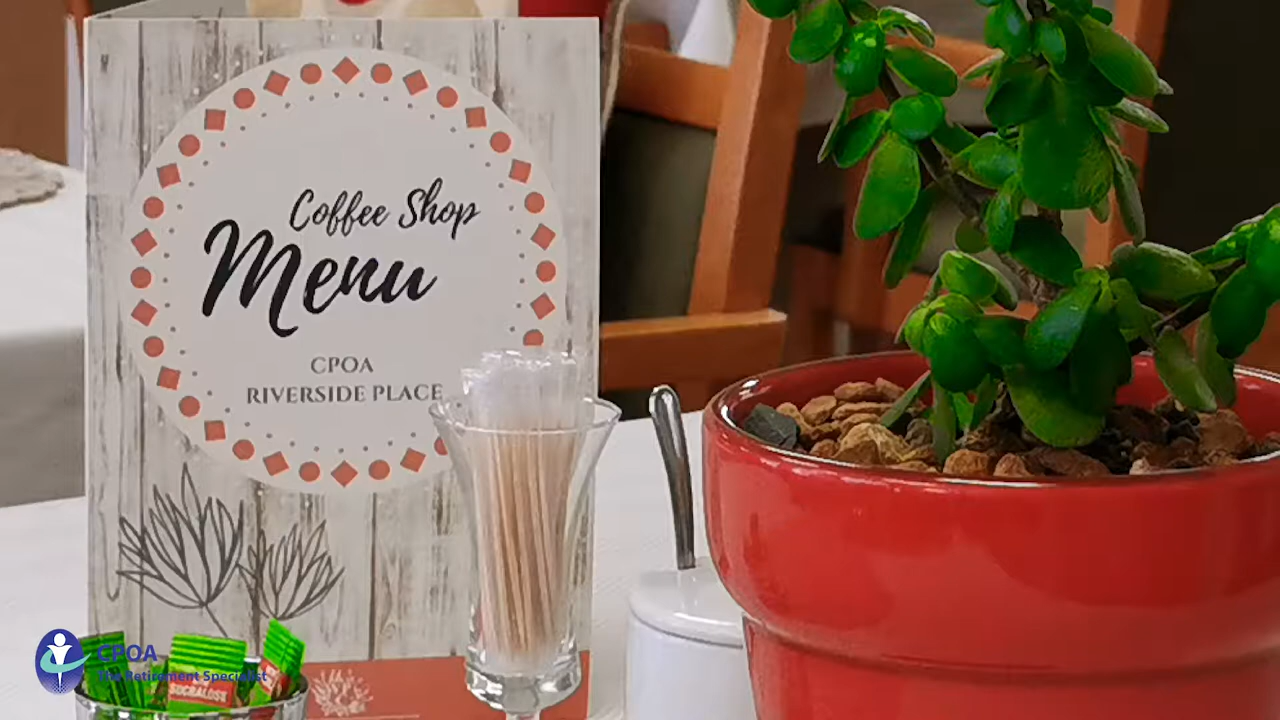 Coffee Shop
Menu
CPOA
RIVERSIDE PLACE
CPOA
The Retirement Specialist
SUCRALOSE